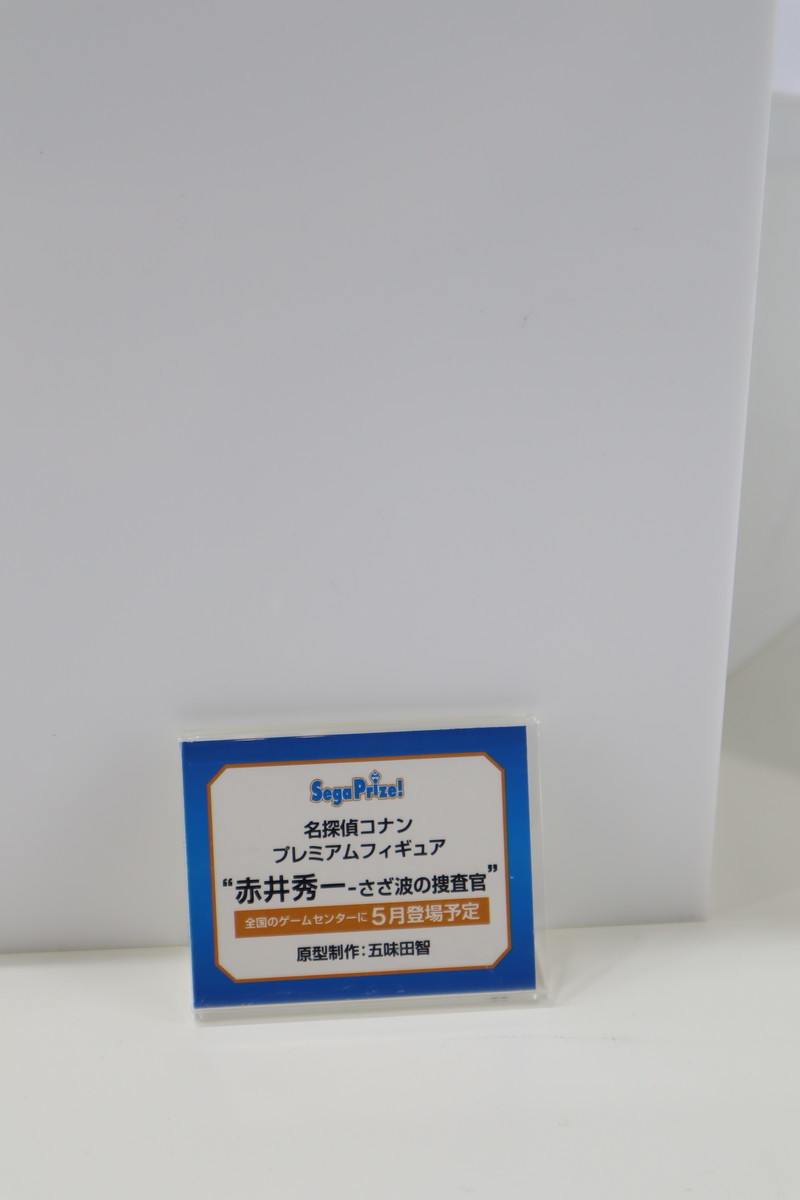 SegaPrize!
名探偵コナン
プレミアムフィギュア
“赤井秀一-さざ波の捜査官”
全国のゲームセンターに5月登場予定
原型制作:五味田智